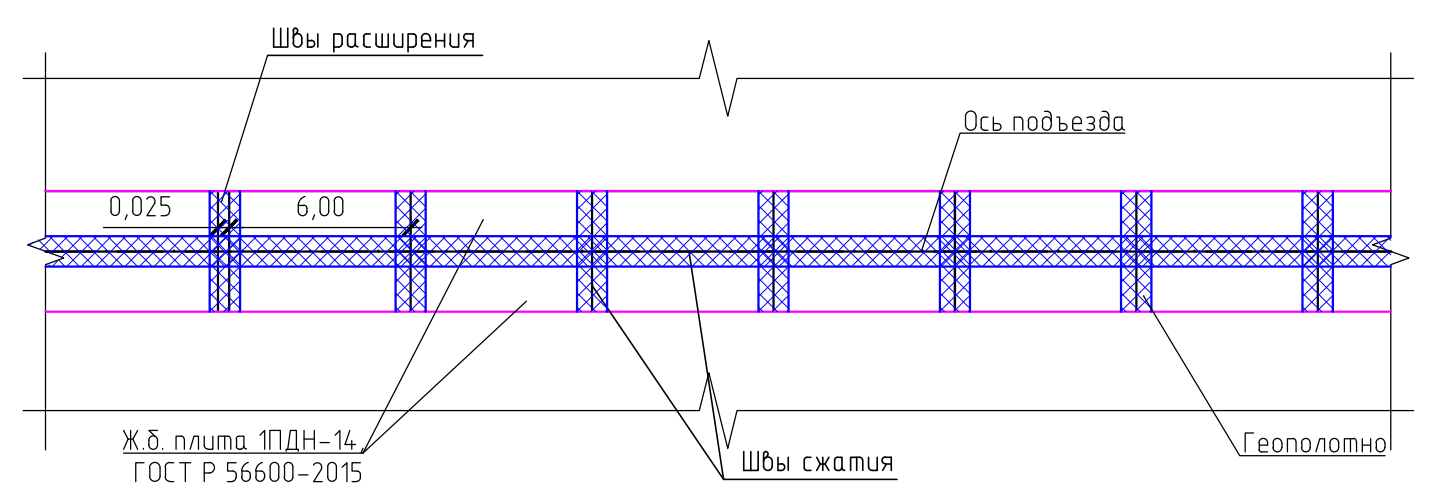 Швы расширения
Ось подъезда
0,025
6,00
Ж.б. плита 1ПДН-14,
ГОСТ Р 56600-2015
Швы сжатия
Геополотно